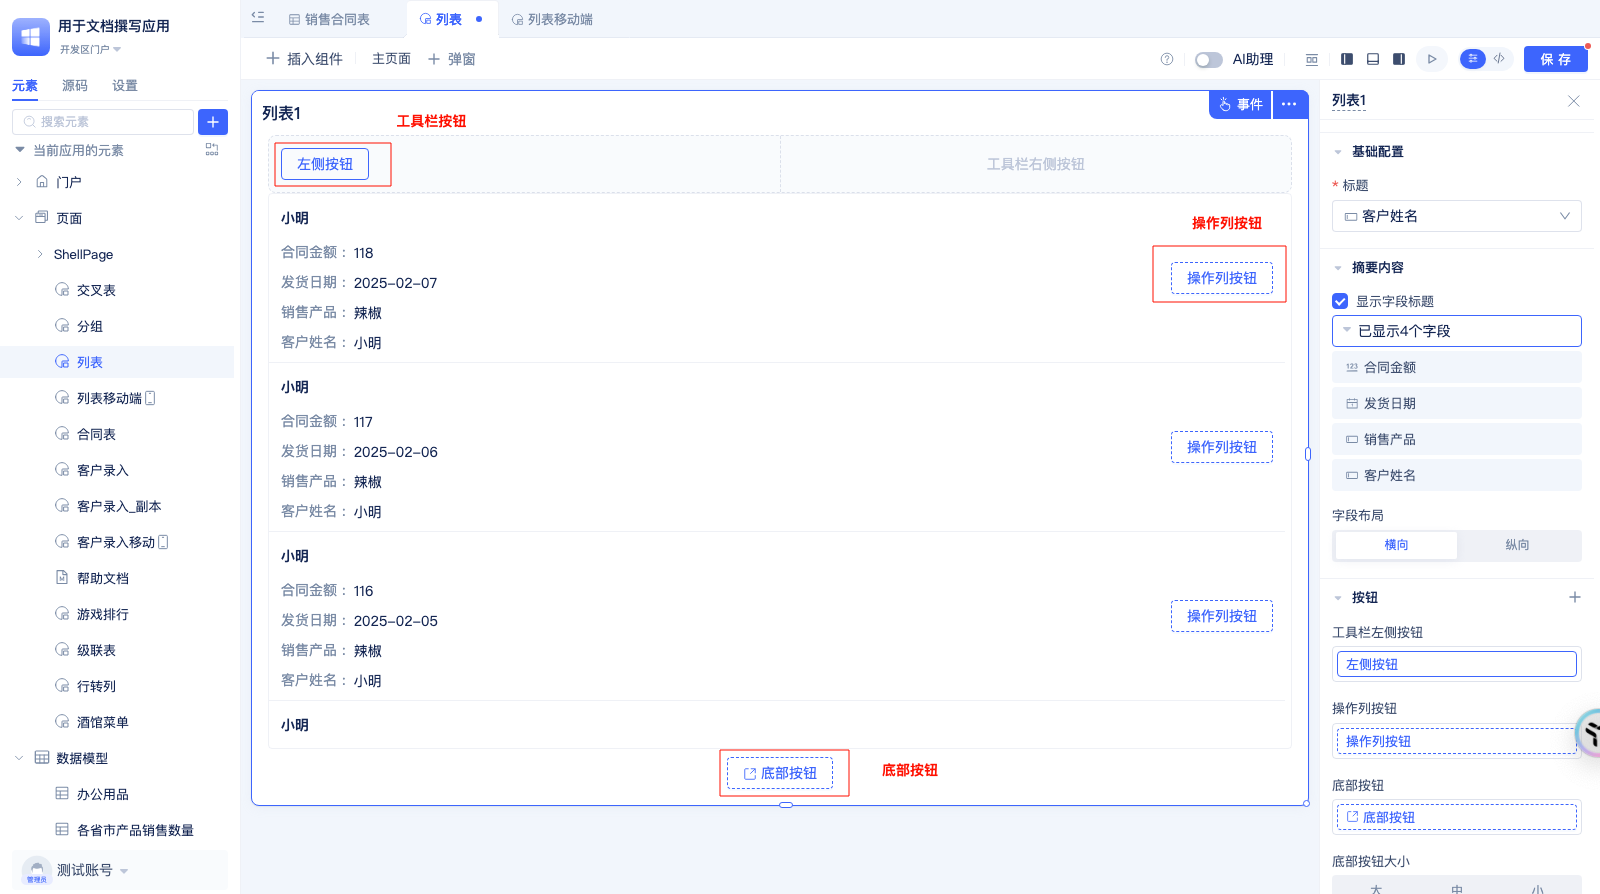 用于文档撰写应用
开发区门户
元素 源码 设置
搜索元素
当前应用的元素
门户
页面
ShellPage
交叉表
分组
列表
列表移动端
合同表
客户录入
客户录入_副本
客户录入移动
帮助文档
游戏排行
级联表
行转列
酒馆菜单
数据模型
办公用品
各省市产品销售数量
管理员
测试账号
销售合同表 列表 列表移动端
插入组件 主页面 弹窗
AI助理
保存
列表1
事件
工具栏按钮
左侧按钮
工具栏右侧按钮
小明
合同金额： 118
发货日期： 2025-02-07
销售产品： 辣椒
客户姓名： 小明
操作列按钮
操作列按钮
小明
合同金额： 117
发货日期： 2025-02-06
销售产品： 辣椒
客户姓名： 小明
操作列按钮
小明
合同金额： 116
发货日期： 2025-02-05
销售产品： 辣椒
客户姓名： 小明
操作列按钮
小明
底部按钮
底部按钮
列表1
基础配置
* 标题
客户姓名
摘要内容
显示字段标题
已显示4个字段
123 合同金额
发货日期
销售产品
客户姓名
字段布局
横向 纵向
按钮
工具栏左侧按钮
左侧按钮
操作列按钮
操作列按钮
底部按钮
底部按钮
底部按钮大小
大 中 小